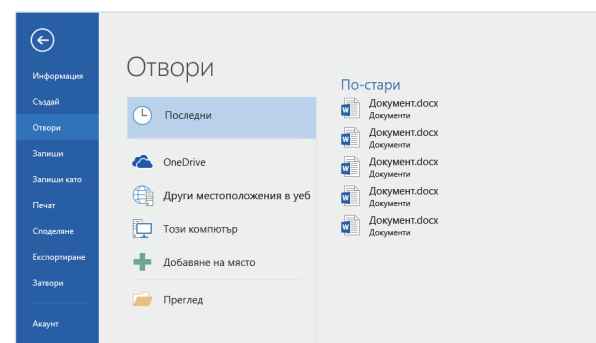 Информация
Създай
Отвори
Запиши
Запиши като
Печат
Споделяне
Експортиране
Затвори
Акаунт
Отвори
Последни
OneDrive
Други местоположения в уеб
Този компютър
Добавяне на място
Преглед
По-стари
Документ.docx
Документи
Документ.docx
Документи
Документ.docx
Документи
Документ.docx
Документи
Документ.docx
Документи